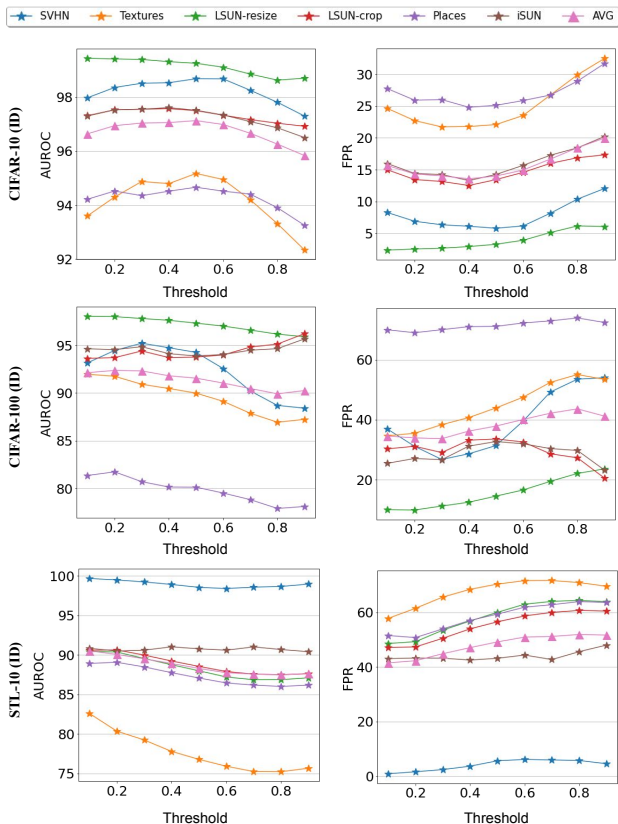 SVHN Textures LSUN-resize LSUN-crop Places iSUN AVG
CIFAR-10 (ID)
AUROC
98
96
94
92
0.2 0.4 0.6 0.8
Threshold
FPR
30
25
20
15
10
5
0.2 0.4 0.6 0.8
Threshold
CIFAR-100 (ID)
AUROC
95
90
85
80
0.2 0.4 0.6 0.8
Threshold
FPR
60
40
20
0.2 0.4 0.6 0.8
Threshold
STL-10 (ID)
AUROC
100
95
90
85
80
75
0.2 0.4 0.6 0.8
Threshold
FPR
60
40
20
0
0.2 0.4 0.6 0.8
Threshold